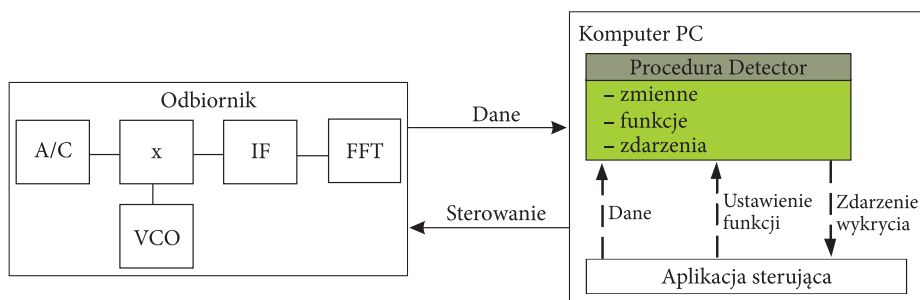 Odbiornik
A/C
x
IF
FFT
VCO
Dane
Sterowanie
Komputer PC
Procedura Detector
– zmienne
– funkcje
– zdarzenia
Dane
Ustawienie
funkcji
Zdarzenie
wykrycia
Aplikacja sterująca